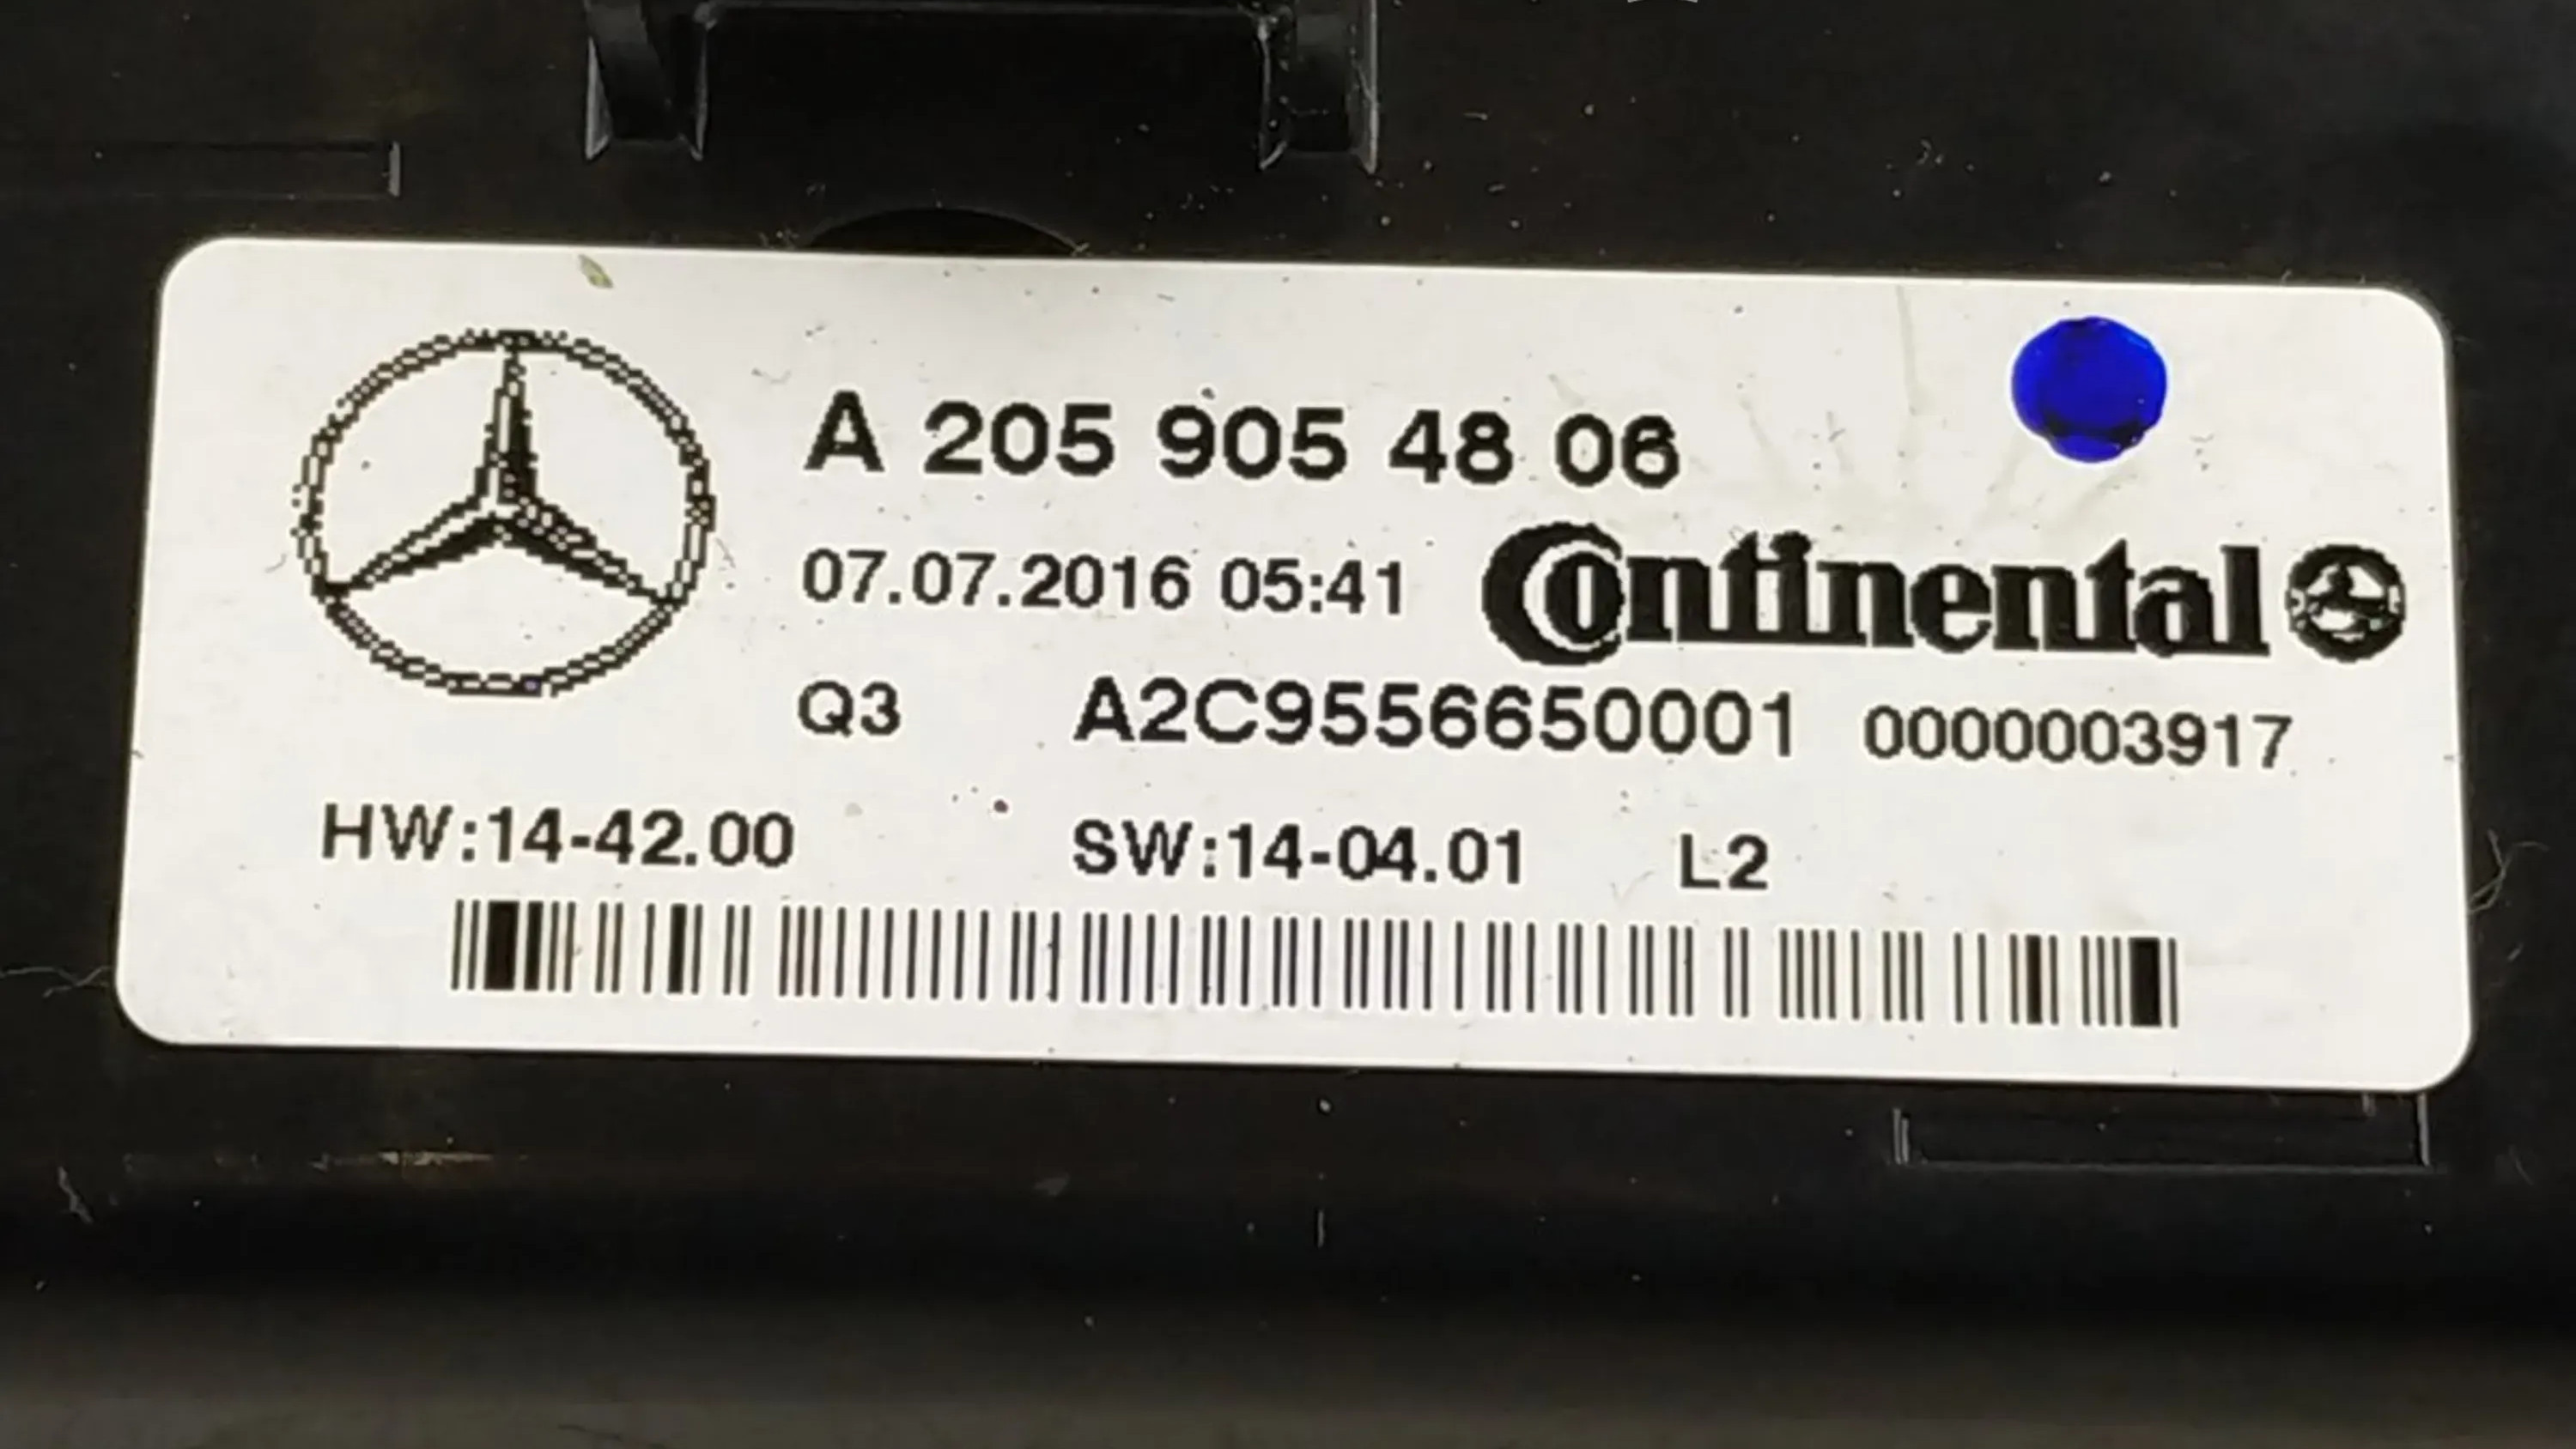 A 205 905 48 06
07.07.2016 05:41 Continental
Q3 A2C9556650001 0000003917
HW:14-42.00 SW:14-04.01 L2